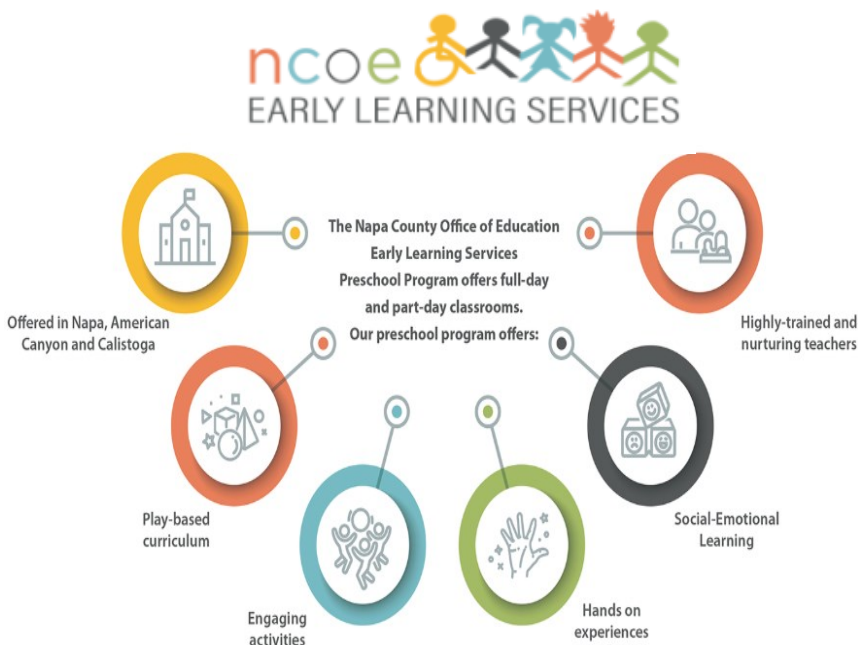 ncoe
EARLY LEARNING SERVICES
The Napa County Office of Education
Early Learning Services
Preschool Program offers full-day
and part-day classrooms.
Our preschool program offers:
Offered in Napa, American
Canyon and Calistoga
Play-based
curriculum
Engaging
activities
Hands on
experiences
Social-Emotional
Learning
Highly-trained and
nurturing teachers